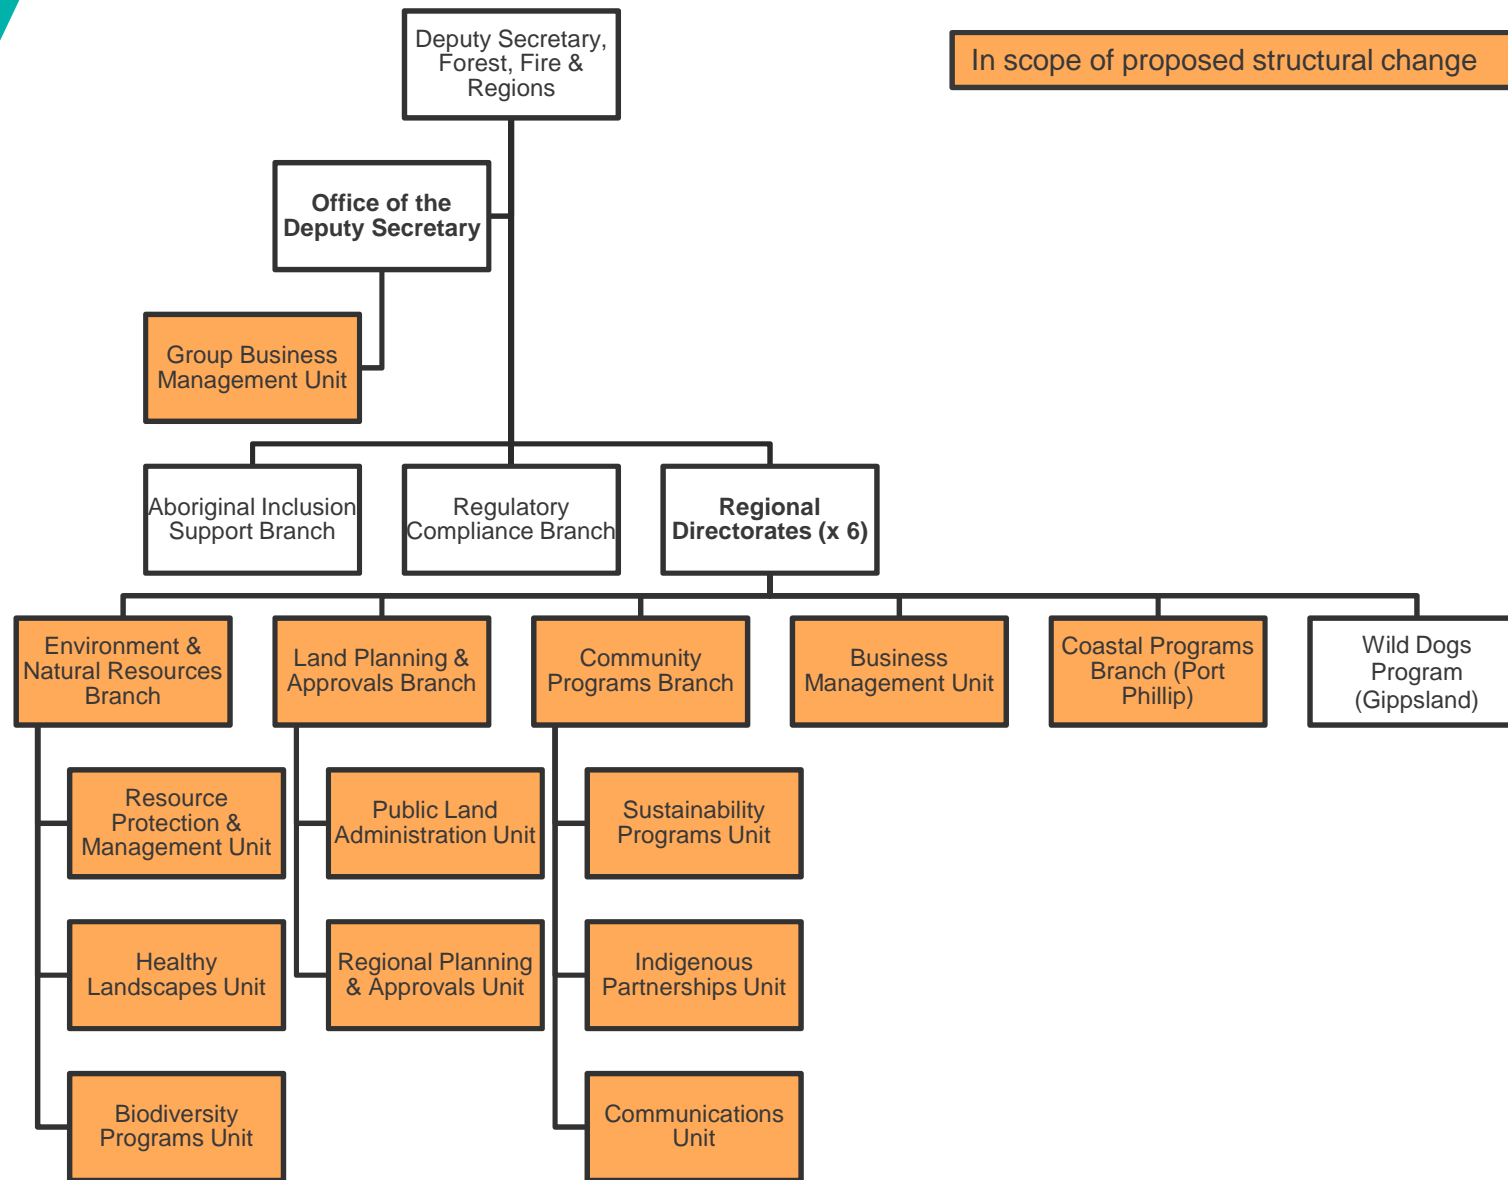 Deputy Secretary,
Forest, Fire &
Regions
In scope of proposed structural change
Office of the
Deputy Secretary
Group Business
Management Unit
Aboriginal Inclusion
Support Branch
Regulatory
Compliance Branch
Regional
Directorates (x 6)
Environment &
Natural Resources
Branch
Land Planning &
Approvals Branch
Community
Programs Branch
Business
Management Unit
Coastal Programs
Branch (Port
Phillip)
Wild Dogs
Program
(Gippsland)
Resource
Protection &
Management Unit
Public Land
Administration Unit
Sustainability
Programs Unit
Healthy
Landscapes Unit
Regional Planning
& Approvals Unit
Indigenous
Partnerships Unit
Biodiversity
Programs Unit
Communications
Unit